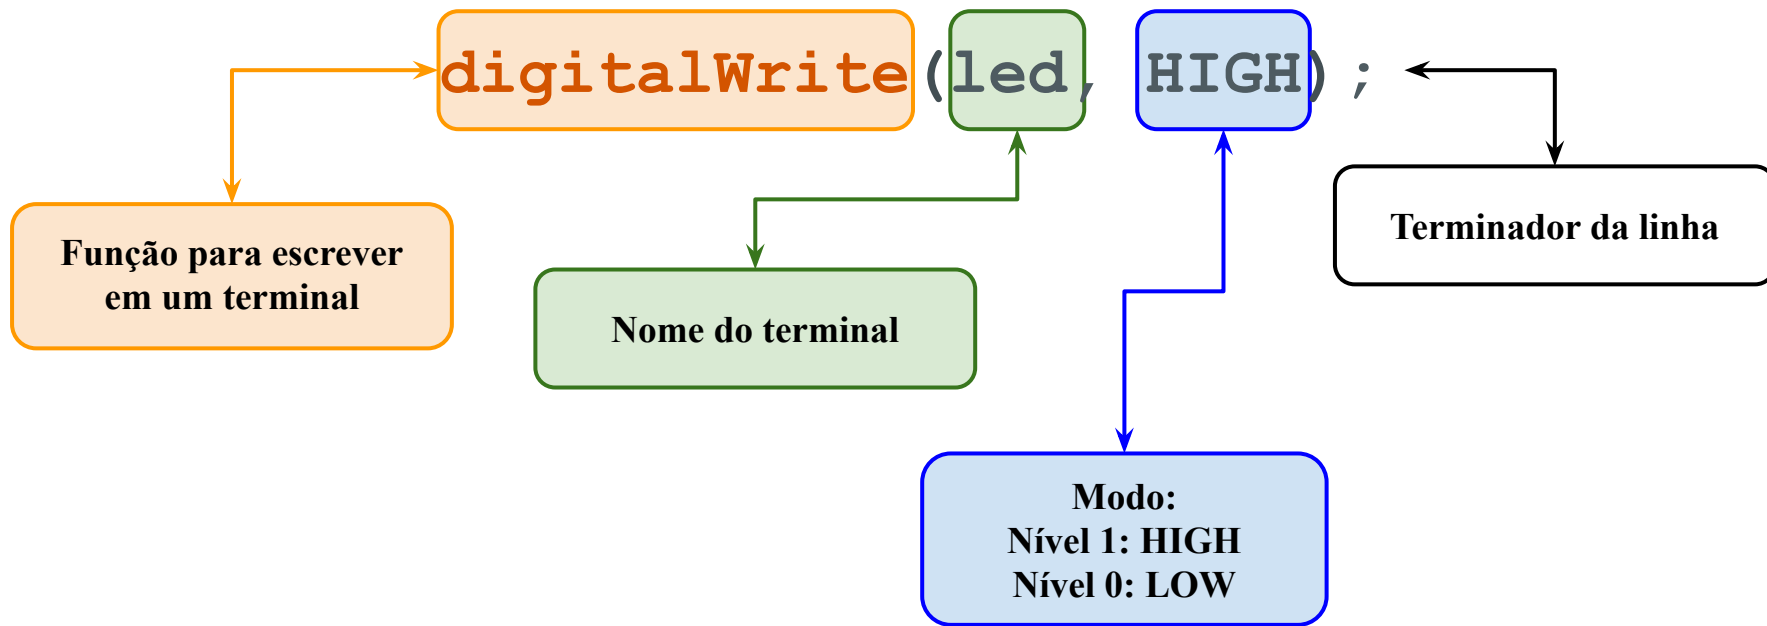 digitalWrite(led, HIGH);
Função para escrever
em um terminal
Nome do terminal
Terminador da linha
Modo:
Nível 1: HIGH
Nível 0: LOW